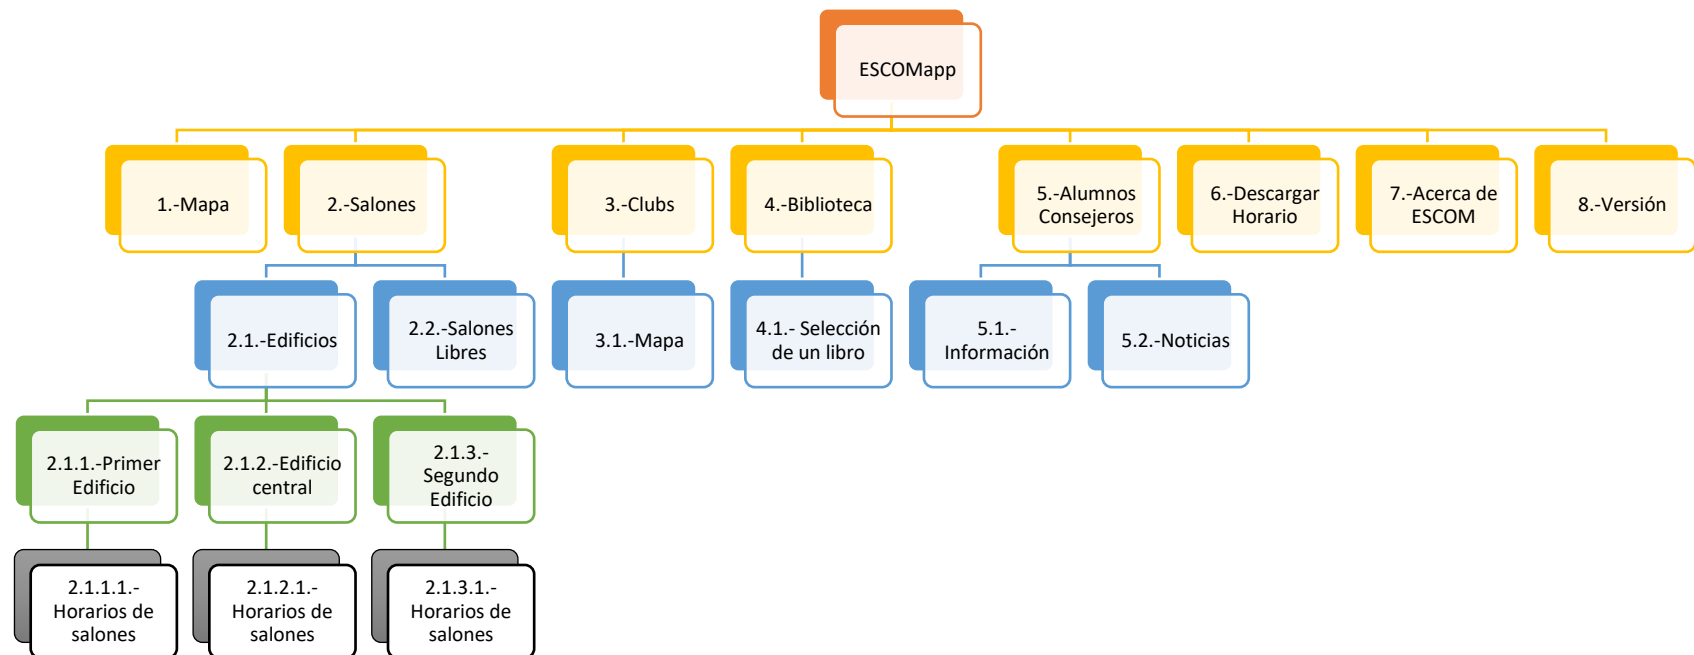 ESCOMapp
1.-Mapa
2.-Salones
3.-Clubs
4.-Biblioteca
5.-Alumnos
Consejeros
6.-Descargar
Horario
7.-Acerca de
ESCOM
8.-Versión
2.1.-Edificios
2.2.-Salones
Libres
3.1.-Mapa
4.1.- Selección
de un libro
5.1.-
Información
5.2.-Noticias
2.1.1.-Primer
Edificio
2.1.2.-Edificio
central
2.1.3.-
Segundo
Edificio
2.1.1.1.-
Horarios de
salones
2.1.2.1.-
Horarios de
salones
2.1.3.1.-
Horarios de
salones